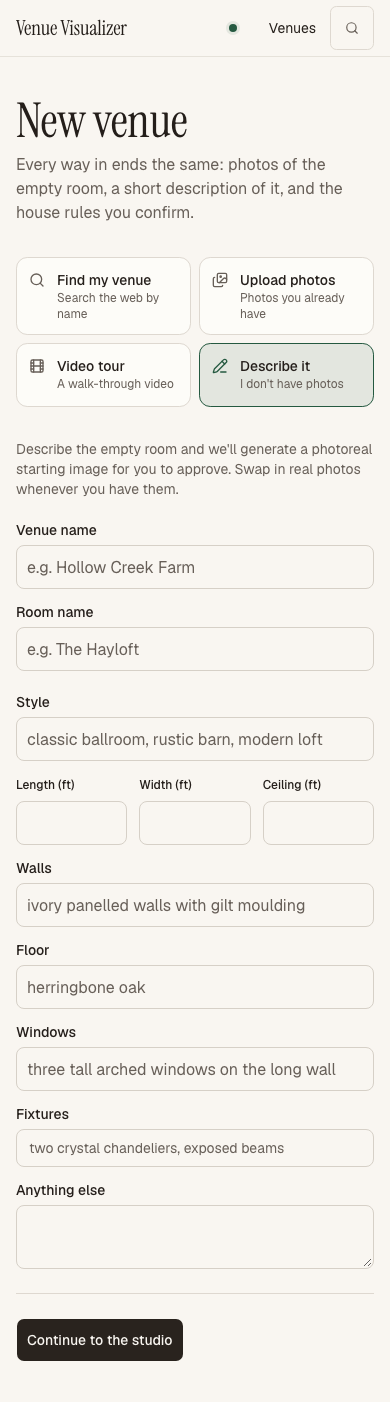 Venue Visualizer
Venues
New venue
Every way in ends the same: photos of the
empty room, a short description of it, and the
house rules you confirm.
Find my venue
Search the web by
name
Upload photos
Photos you already
have
Video tour
A walk-through video
Describe it
I don't have photos
Describe the empty room and we'll generate a photoreal
starting image for you to approve. Swap in real photos
whenever you have them.
Venue name
e.g. Hollow Creek Farm
Room name
e.g. The Hayloft
Style
classic ballroom, rustic barn, modern loft
Length (ft)
Width (ft)
Ceiling (ft)
Walls
ivory panelled walls with gilt moulding
Floor
herringbone oak
Windows
three tall arched windows on the long wall
Fixtures
two crystal chandeliers, exposed beams
Anything else
Continue to the studio